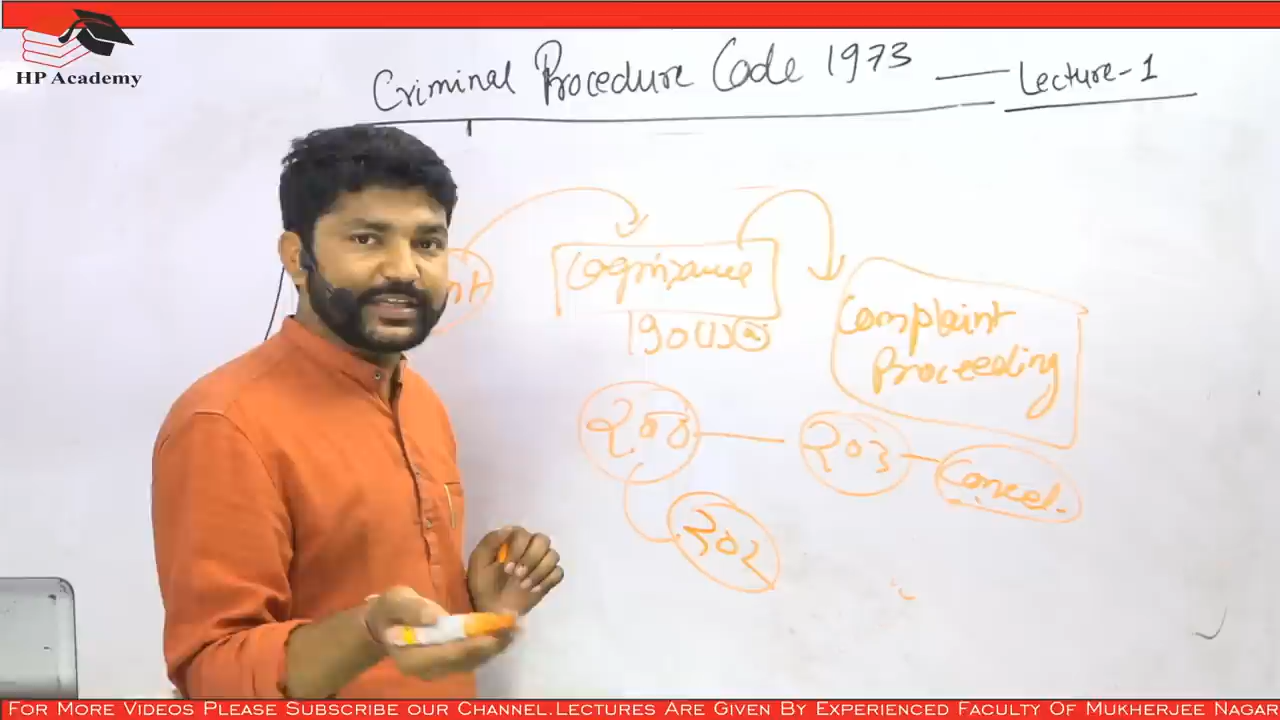 HP Academy
Criminal Procedure Code 1973 — Lecture-1
Cognizance
190(1)(a)
Complaint
Proceeding
200
203
Cancel.
202
For More Videos Please Subscribe our Channel.Lectures Are Given By Experienced Faculty Of Mukherjee Nagar